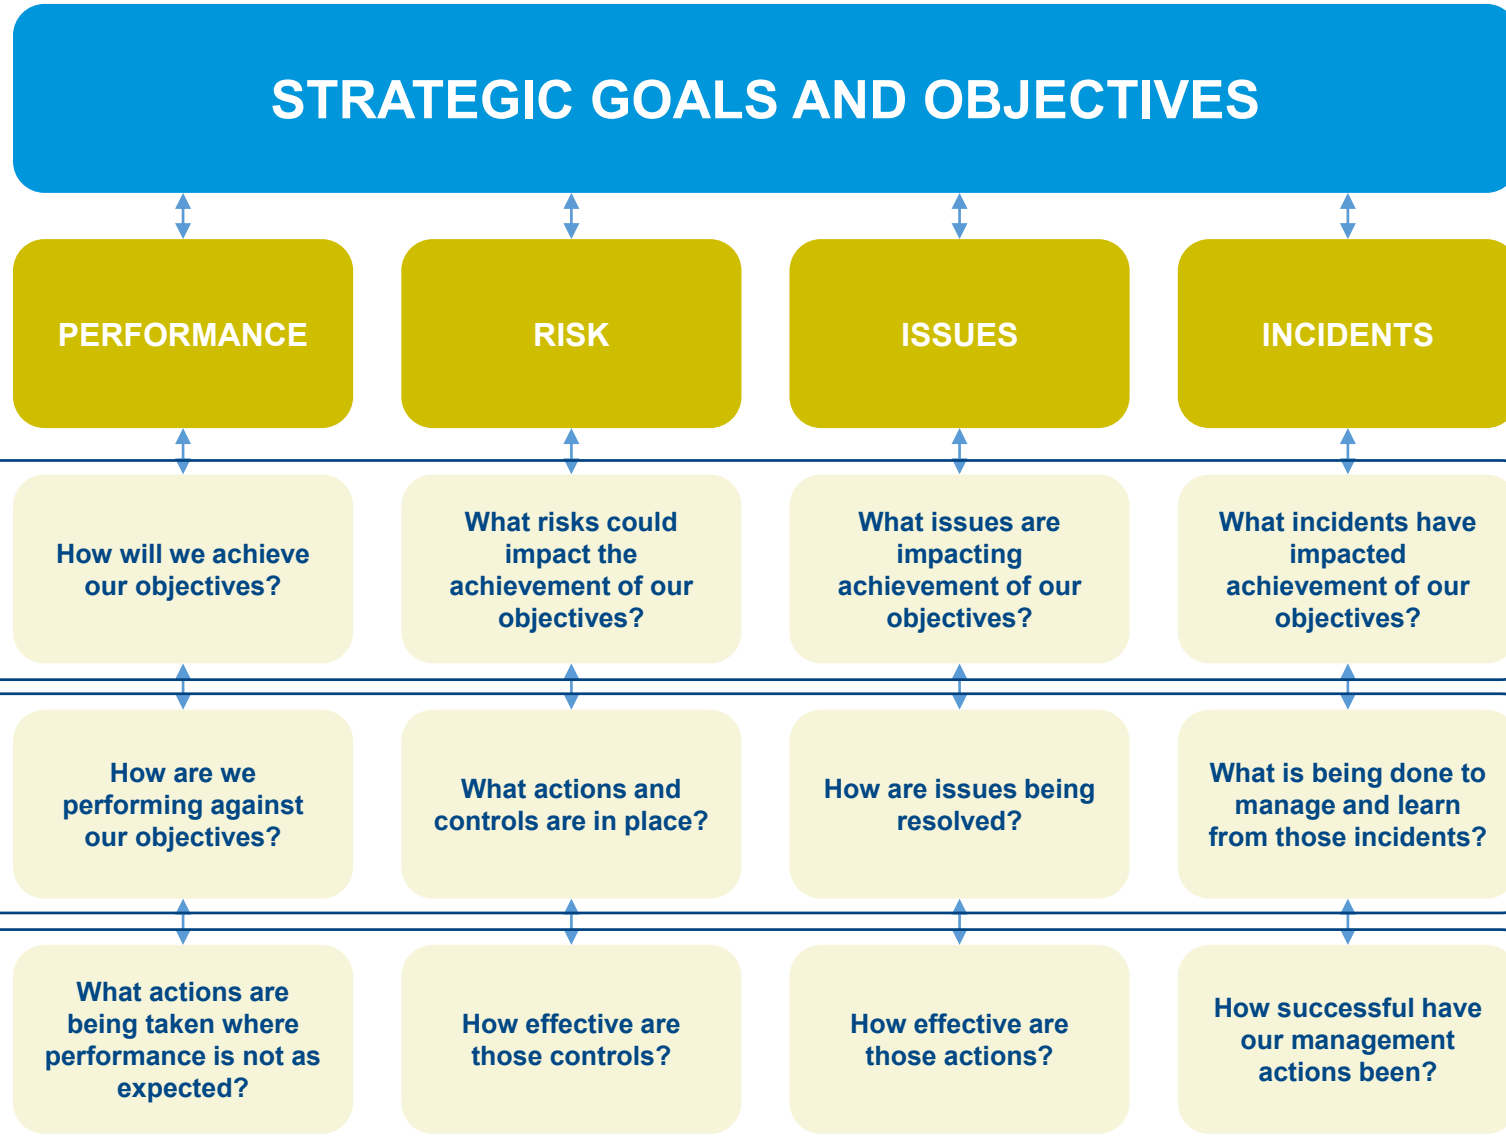 STRATEGIC GOALS AND OBJECTIVES
PERFORMANCE
RISK
ISSUES
INCIDENTS
How will we achieve
our objectives?
What risks could
impact the
achievement of our
objectives?
What issues are
impacting
achievement of our
objectives?
What incidents have
impacted
achievement of our
objectives?
How are we
performing against
our objectives?
What actions and
controls are in place?
How are issues being
resolved?
What is being done to
manage and learn
from those incidents?
What actions are
being taken where
performance is not as
expected?
How effective are
those controls?
How effective are
those actions?
How successful have
our management
actions been?